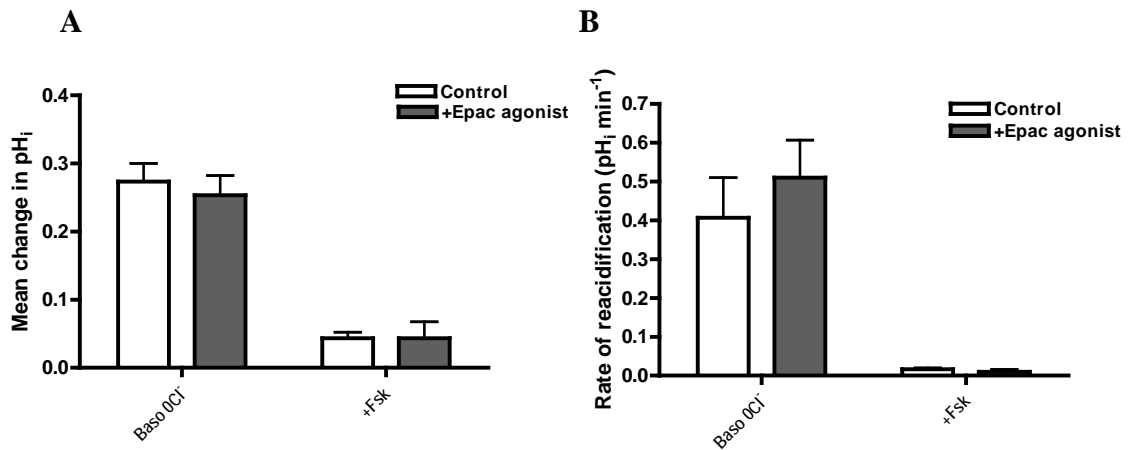 A
Control
+Epac agonist
Mean change in pHi
0.4
0.3
0.2
0.1
0.0
Baso 0Cl-
+Fsk
B
Control
+Epac agonist
Rate of reacidification (pHi min-1)
0.7
0.6
0.5
0.4
0.3
0.2
0.1
0.0
Baso 0Cl-
+Fsk